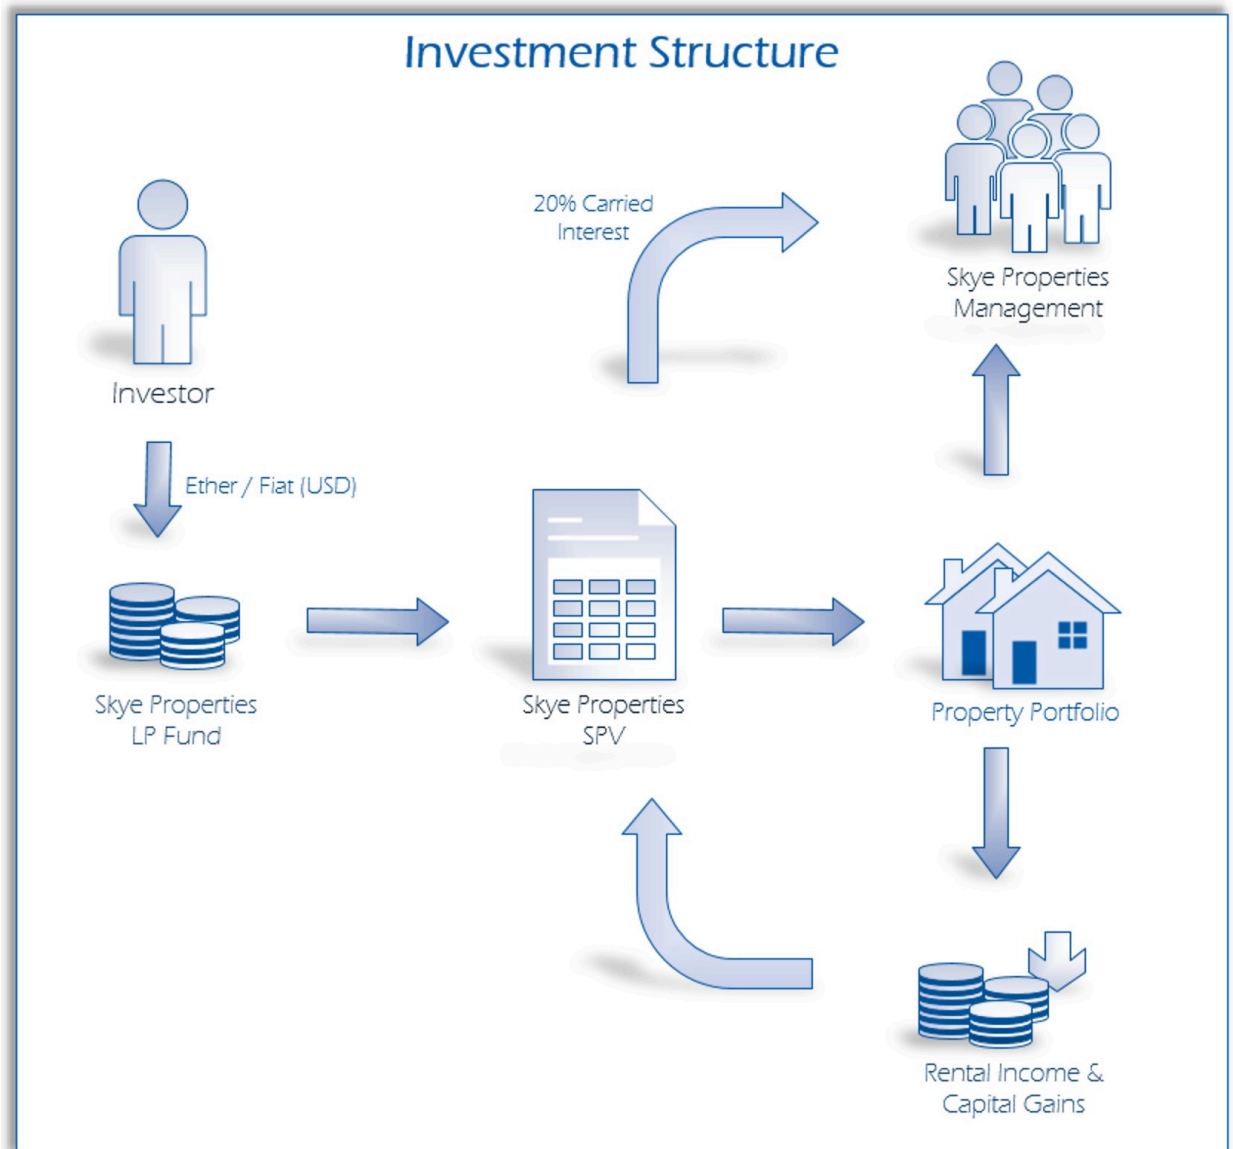 Investment Structure
20% Carried
Interest
Skye Properties
Management
Investor
Ether / Fiat (USD)
Skye Properties
LP Fund
Skye Properties
SPV
Property Portfolio
Rental Income &
Capital Gains